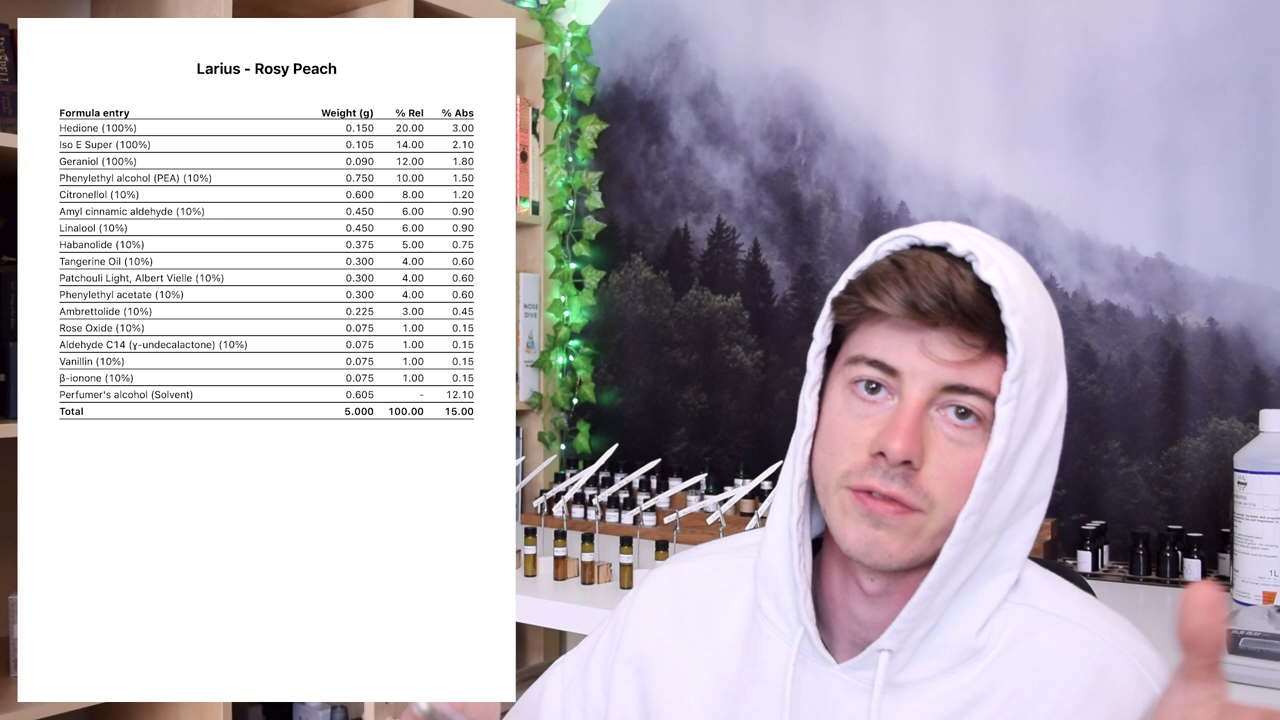 Larius - Rosy Peach
Formula entry Weight (g) % Rel % Abs
Hedione (100%) 0.150 20.00 3.00
Iso E Super (100%) 0.105 14.00 2.10
Geraniol (100%) 0.090 12.00 1.80
Phenylethyl alcohol (PEA) (10%) 0.750 10.00 1.50
Citronellol (10%) 0.600 8.00 1.20
Amyl cinnamic aldehyde (10%) 0.450 6.00 0.90
Linalool (10%) 0.450 6.00 0.90
Habanolide (10%) 0.375 5.00 0.75
Tangerine Oil (10%) 0.300 4.00 0.60
Patchouli Light, Albert Vielle (10%) 0.300 4.00 0.60
Phenylethyl acetate (10%) 0.300 4.00 0.60
Ambrettolide (10%) 0.225 3.00 0.45
Rose Oxide (10%) 0.075 1.00 0.15
Aldehyde C14 (ɣ-undecalactone) (10%) 0.075 1.00 0.15
Vanillin (10%) 0.075 1.00 0.15
β-ionone (10%) 0.075 1.00 0.15
Perfumer's alcohol (Solvent) 0.605 - 12.10
Total 5.000 100.00 15.00
NOSE
DIVE
1L